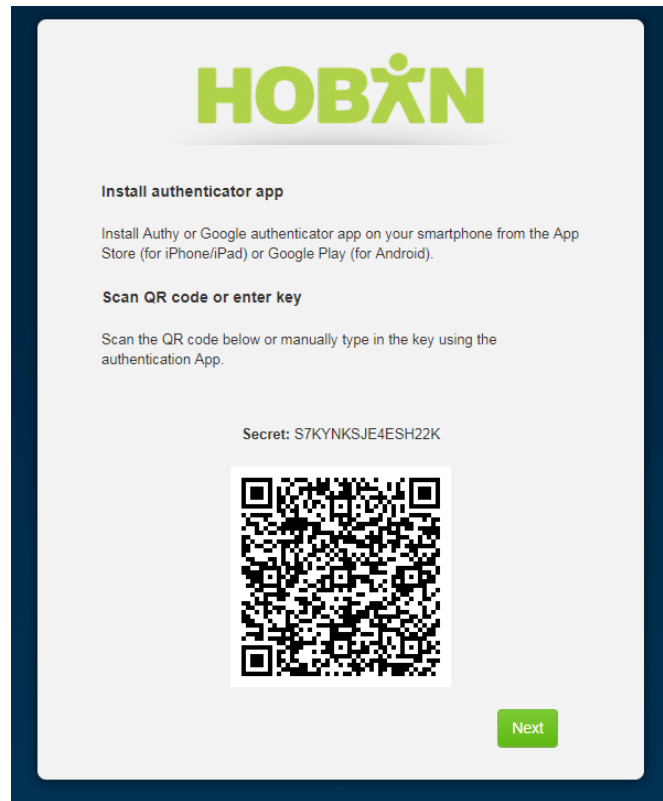 HOBAN
Install authenticator app
Install Authy or Google authenticator app on your smartphone from the App
Store (for iPhone/iPad) or Google Play (for Android).
Scan QR code or enter key
Scan the QR code below or manually type in the key using the
authentication App.
Secret: S7KYNKSJE4ESH22K
Next